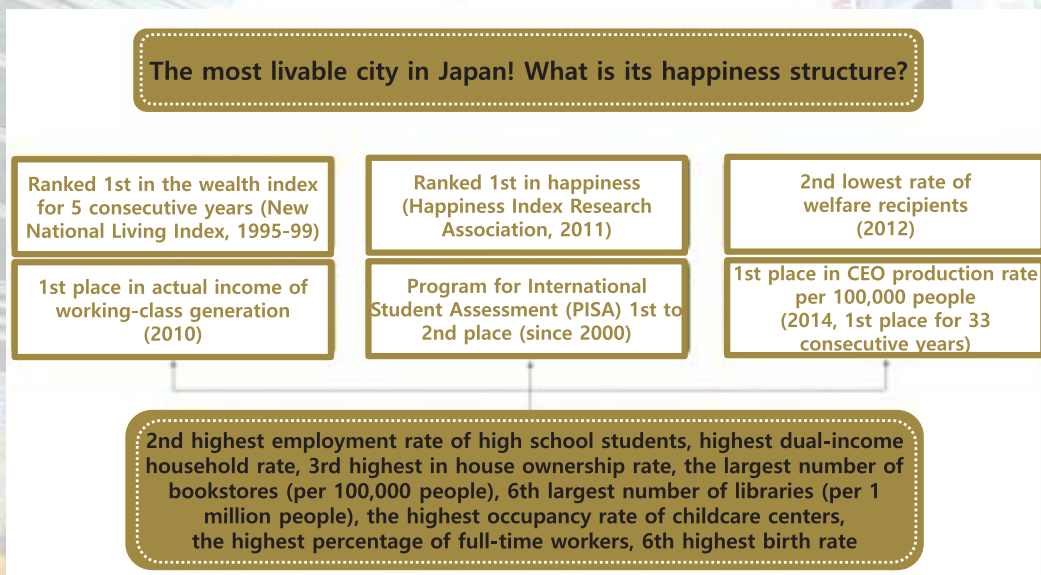 The most livable city in Japan! What is its happiness structure?
Ranked 1st in the wealth index
for 5 consecutive years (New
National Living Index, 1995-99)
1st place in actual income of
working-class generation
(2010)
Ranked 1st in happiness
(Happiness Index Research
Association, 2011)
Program for International
Student Assessment (PISA) 1st to
2nd place (since 2000)
2nd lowest rate of
welfare recipients
(2012)
1st place in CEO production rate
per 100,000 people
(2014, 1st place for 33
consecutive years)
2nd highest employment rate of high school students, highest dual-income
household rate, 3rd highest in house ownership rate, the largest number of
bookstores (per 100,000 people), 6th largest number of libraries (per 1
million people), the highest occupancy rate of childcare centers,
the highest percentage of full-time workers, 6th highest birth rate